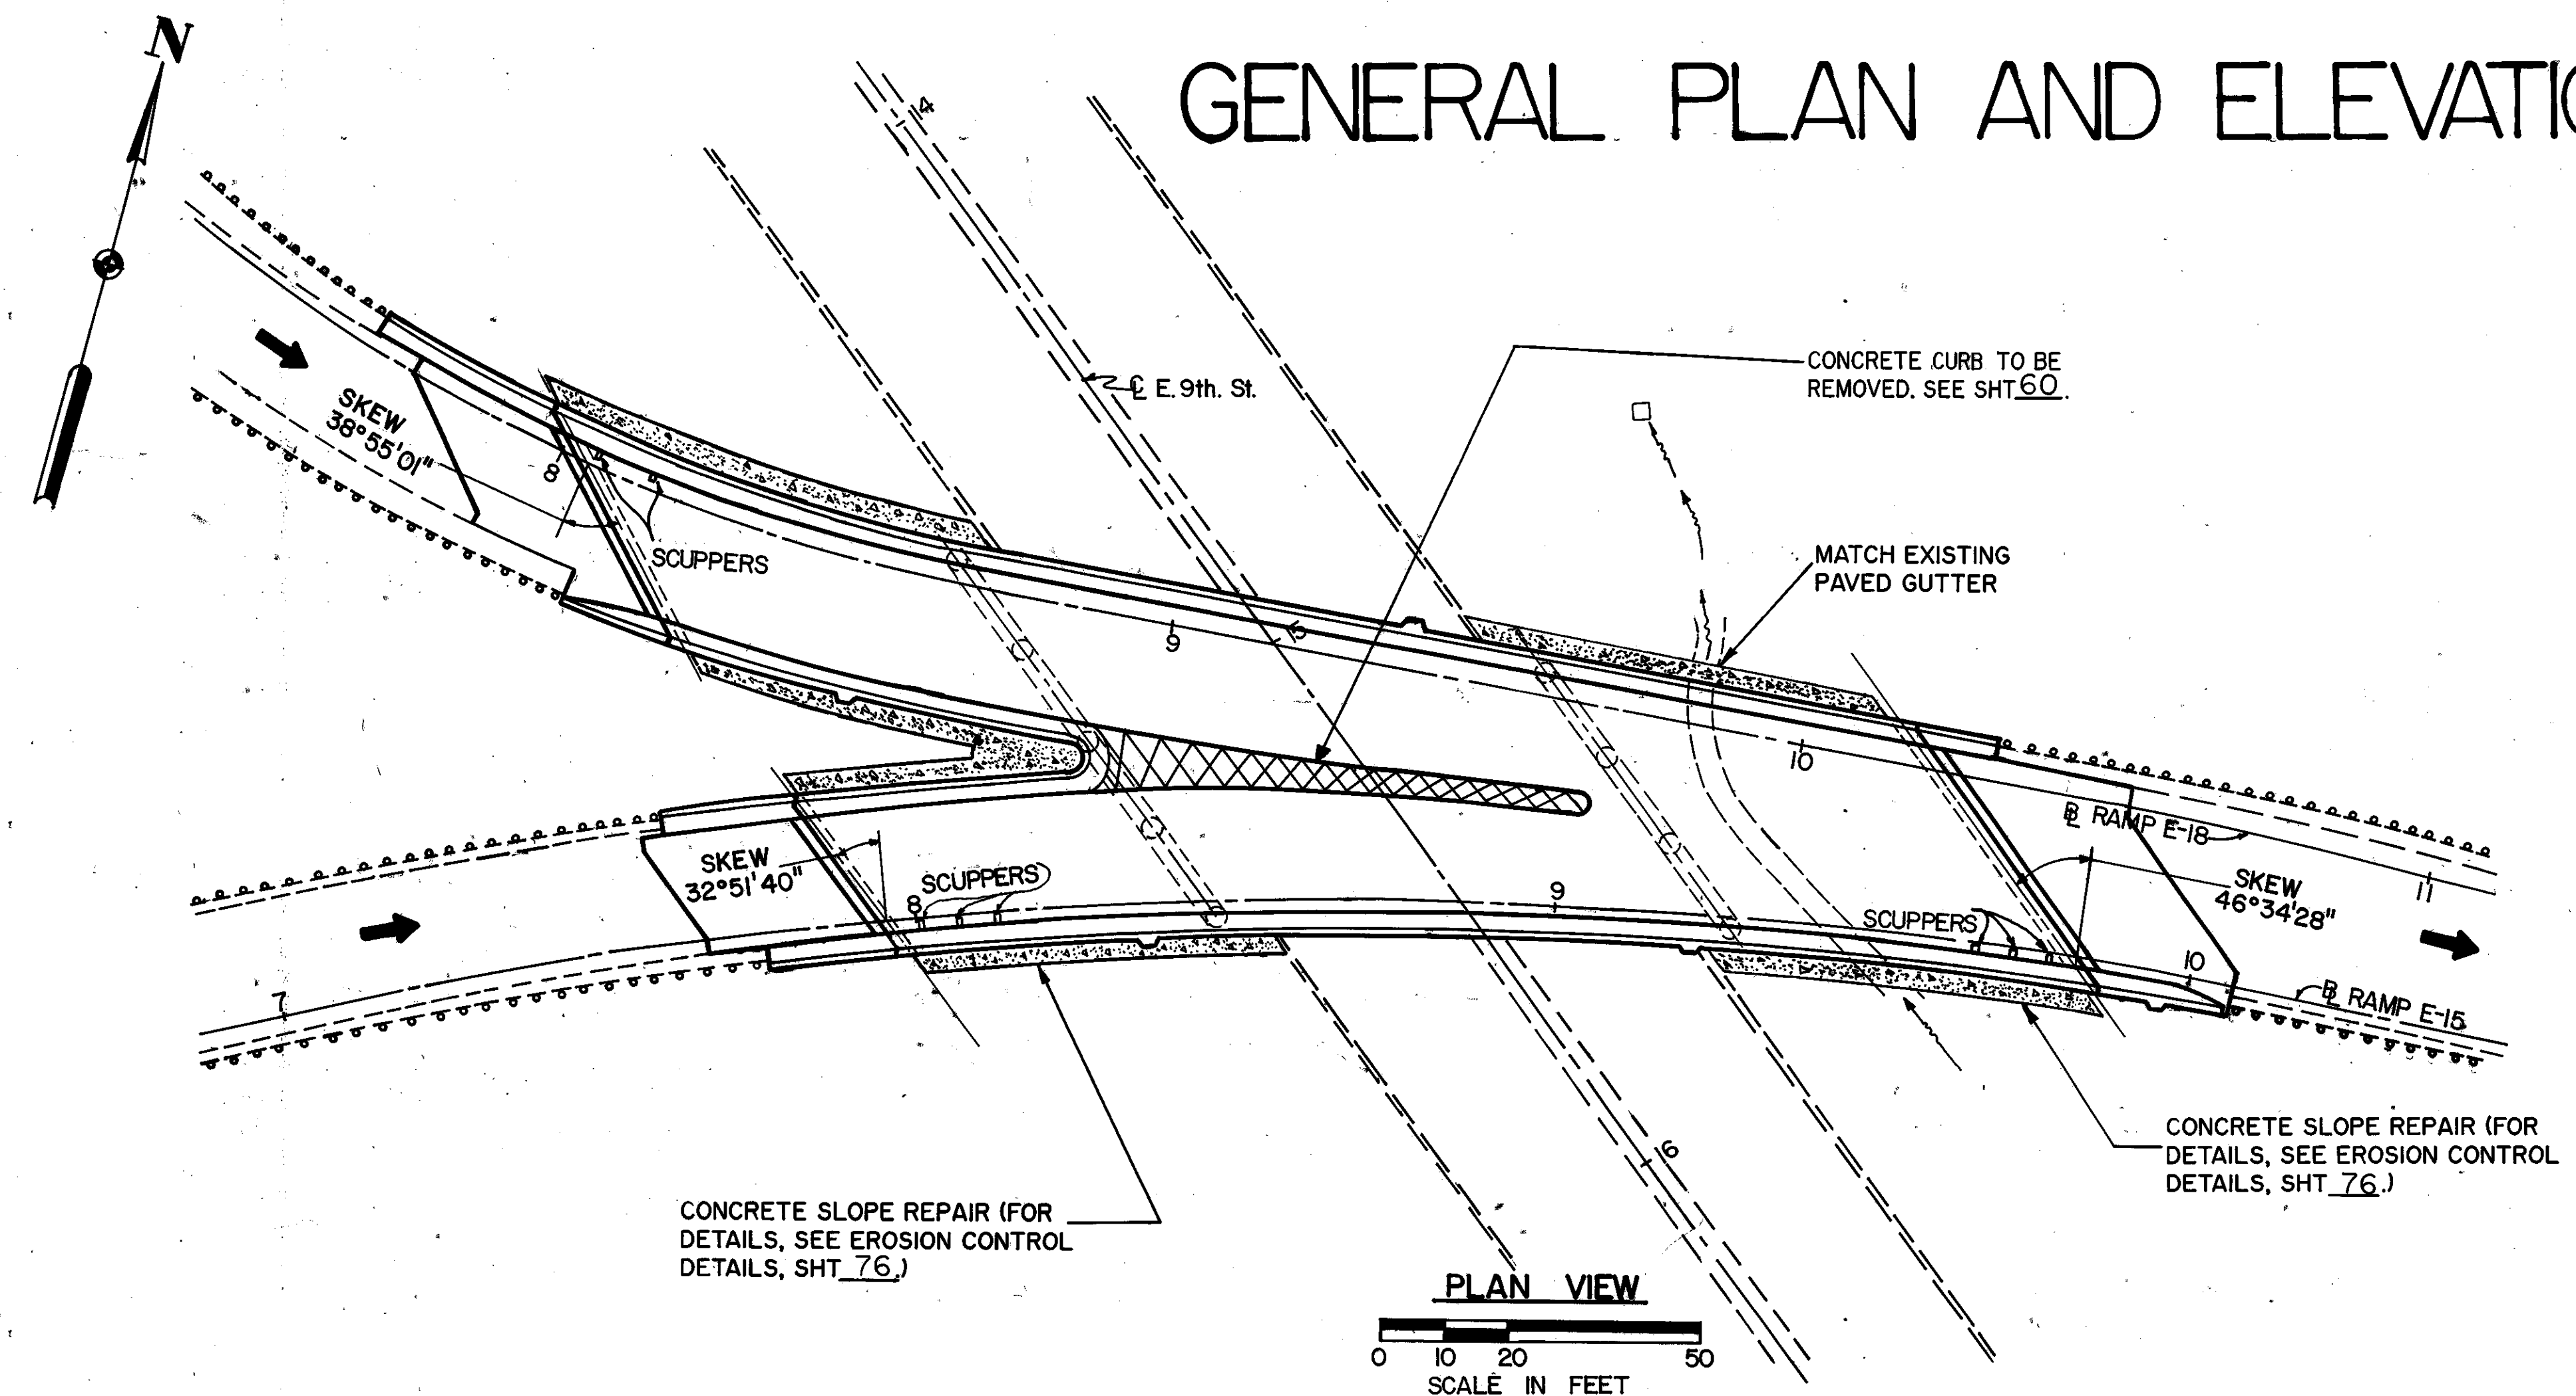 N
GENERAL PLAN AND ELEVATIO
4
℄ E. 9th. St.
CONCRETE CURB TO BE
REMOVED. SEE SHT 60.
SKEW
38°55'01"
8
SCUPPERS
MATCH EXISTING
PAVED GUTTER
9
5
10
℄ RAMP E-18
SKEW
32°51'40"
SCUPPERS
8
9
SCUPPERS
SKEW
46°34'28"
11
10
7
℄ RAMP E-15
6
CONCRETE SLOPE REPAIR (FOR
DETAILS, SEE EROSION CONTROL
DETAILS, SHT 76.)
CONCRETE SLOPE REPAIR (FOR
DETAILS, SEE EROSION CONTROL
DETAILS, SHT 76.)
PLAN VIEW
0 10 20 50
SCALE IN FEET